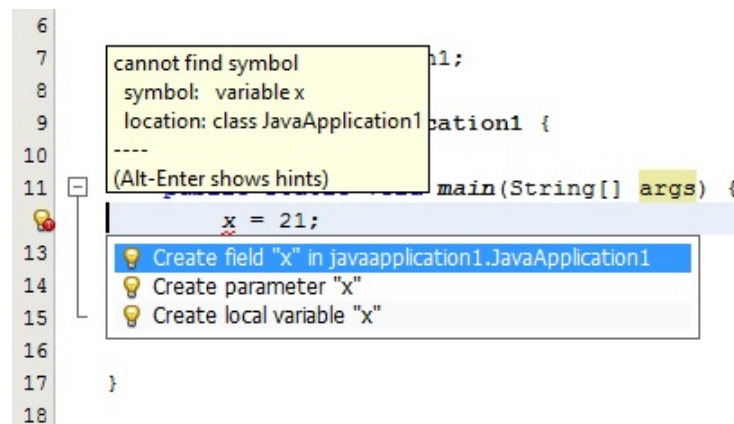 6
7 n1;
8
9 cation1 {
10
11 main(String[] args) {
x = 21;
13
14
15
16
17 }
18
cannot find symbol
symbol: variable x
location: class JavaApplication1
----
(Alt-Enter shows hints)
Create field "x" in javaapplication1.JavaApplication1
Create parameter "x"
Create local variable "x"